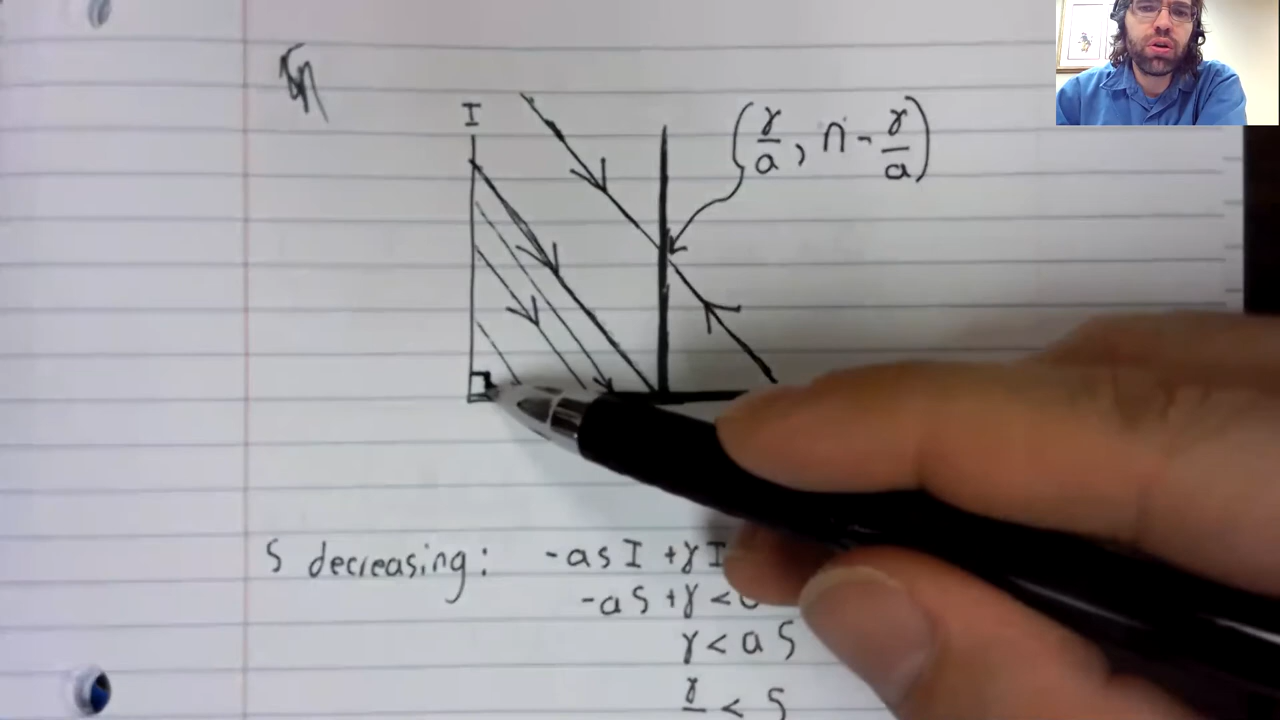 I
(γ/a, n - γ/a)
S decreasing: -asI + γI
-aS + γ <
γ < aS
γ < S